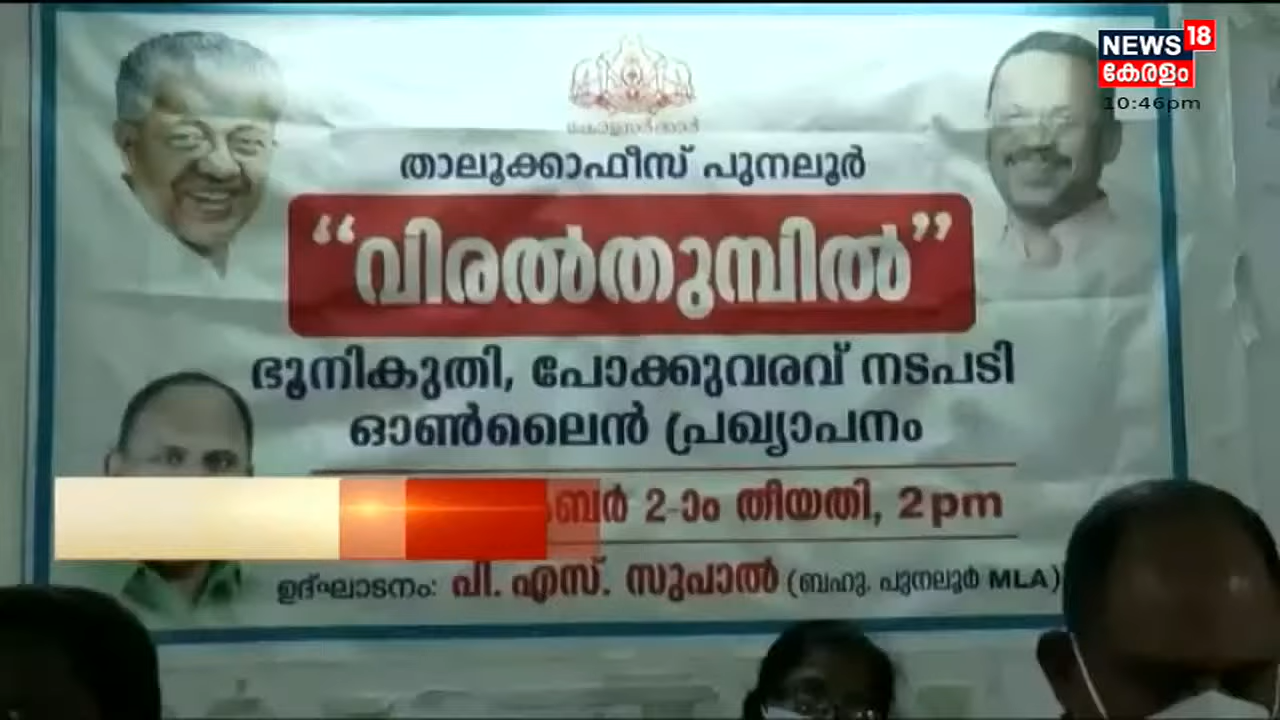 NEWS 18
കേരളം
10:46pm
കേരളസർക്കാർ
താലൂക്കാഫീസ് പുനലൂർ
“വിരൽതുമ്പിൽ”
ഭൂനികുതി, പോക്കുവരവ് നടപടി
ഓൺലൈൻ പ്രഖ്യാപനം
2-ാം തീയതി, 2pm
ഉദ്ഘാടനം: പി. എസ്. സുപാൽ (ബഹു. പുനലൂർ MLA)